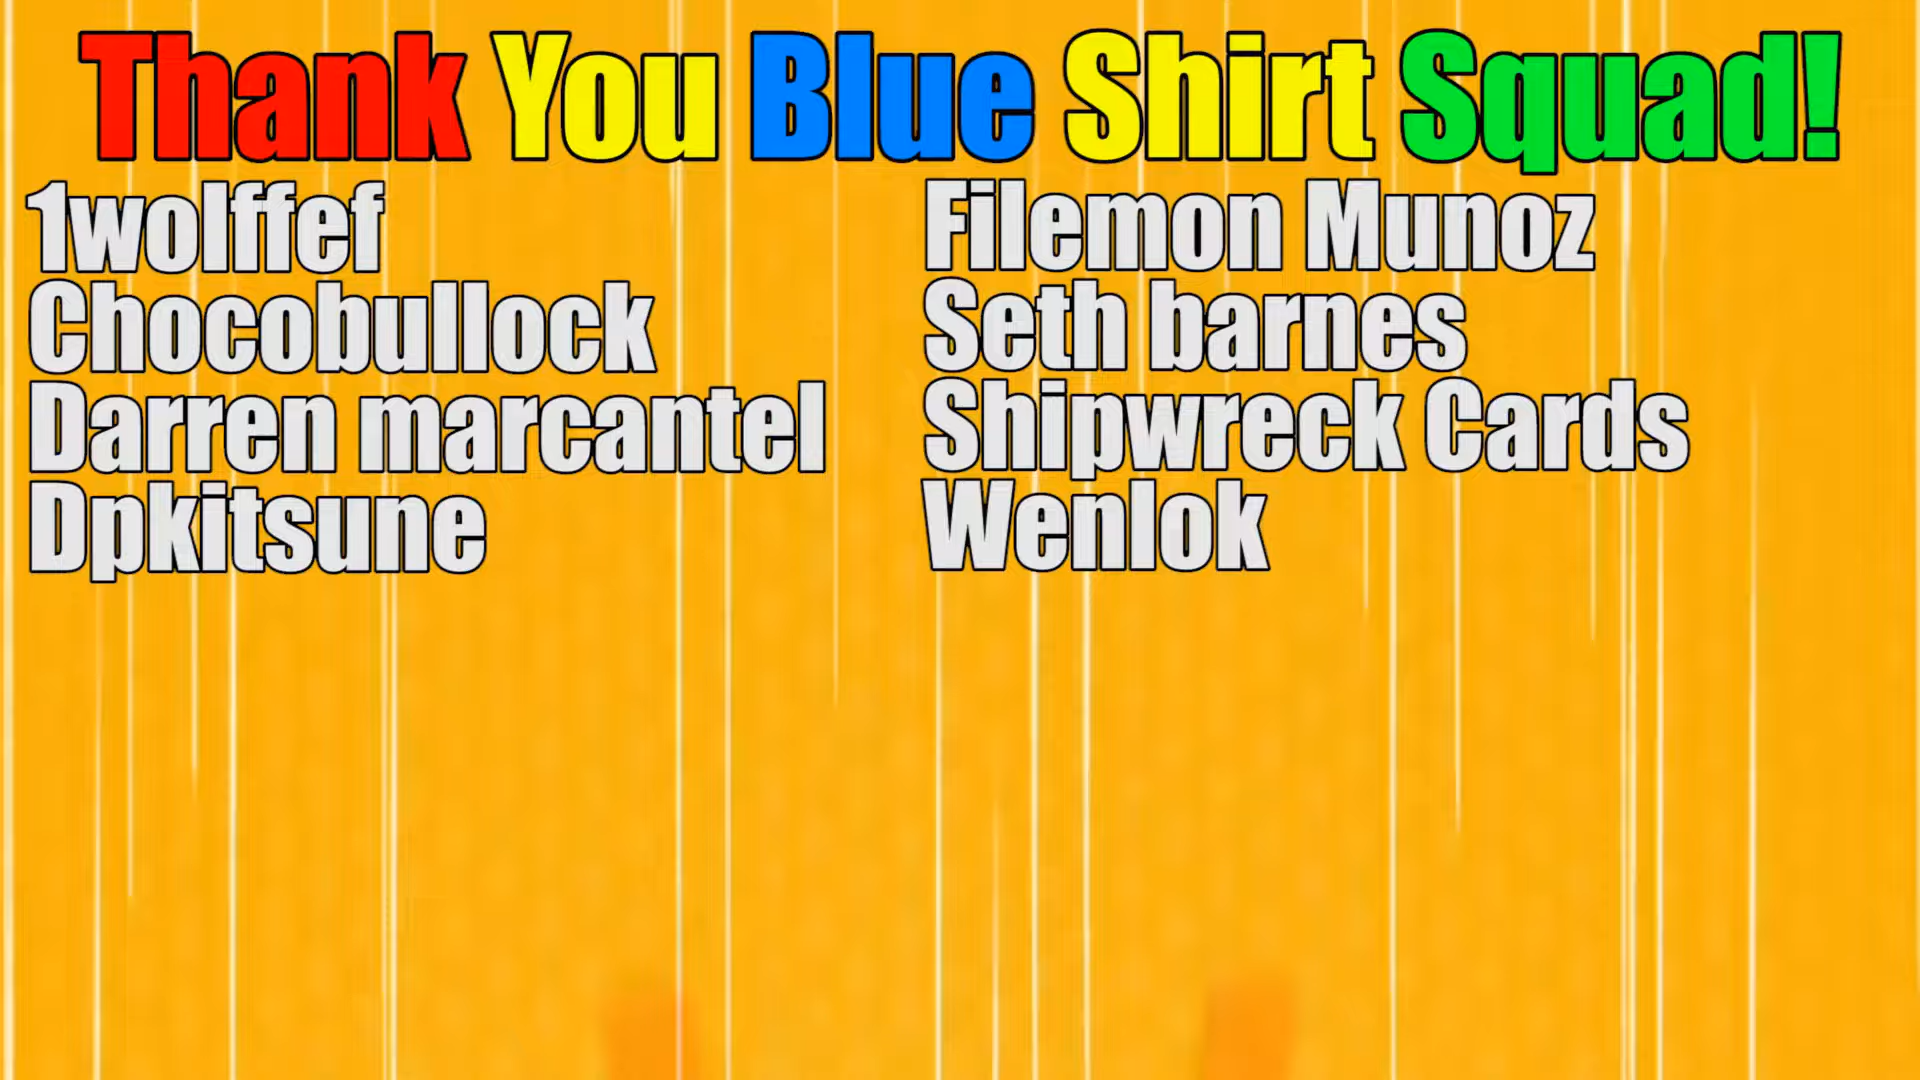 Thank You Blue Shirt Squad!
1wolffef
Chocobullock
Darren marcantel
Dpkitsune
Filemon Munoz
Seth barnes
Shipwreck Cards
Wenlok